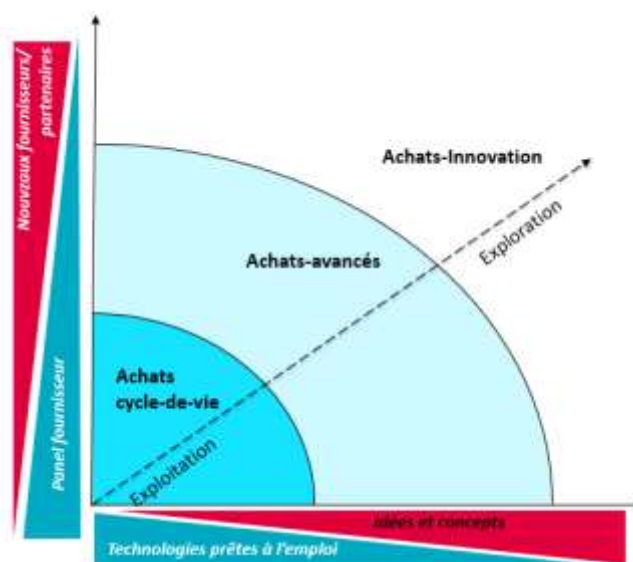 Nouvzaux fournisseurs/
partenaires
Panel fournisseur
Achats-Innovation
Exploration
Achats-avancés
Achats
cycle-de-vie
Exploitation
Idées et concepts
Technologies prêtes à l'emploi